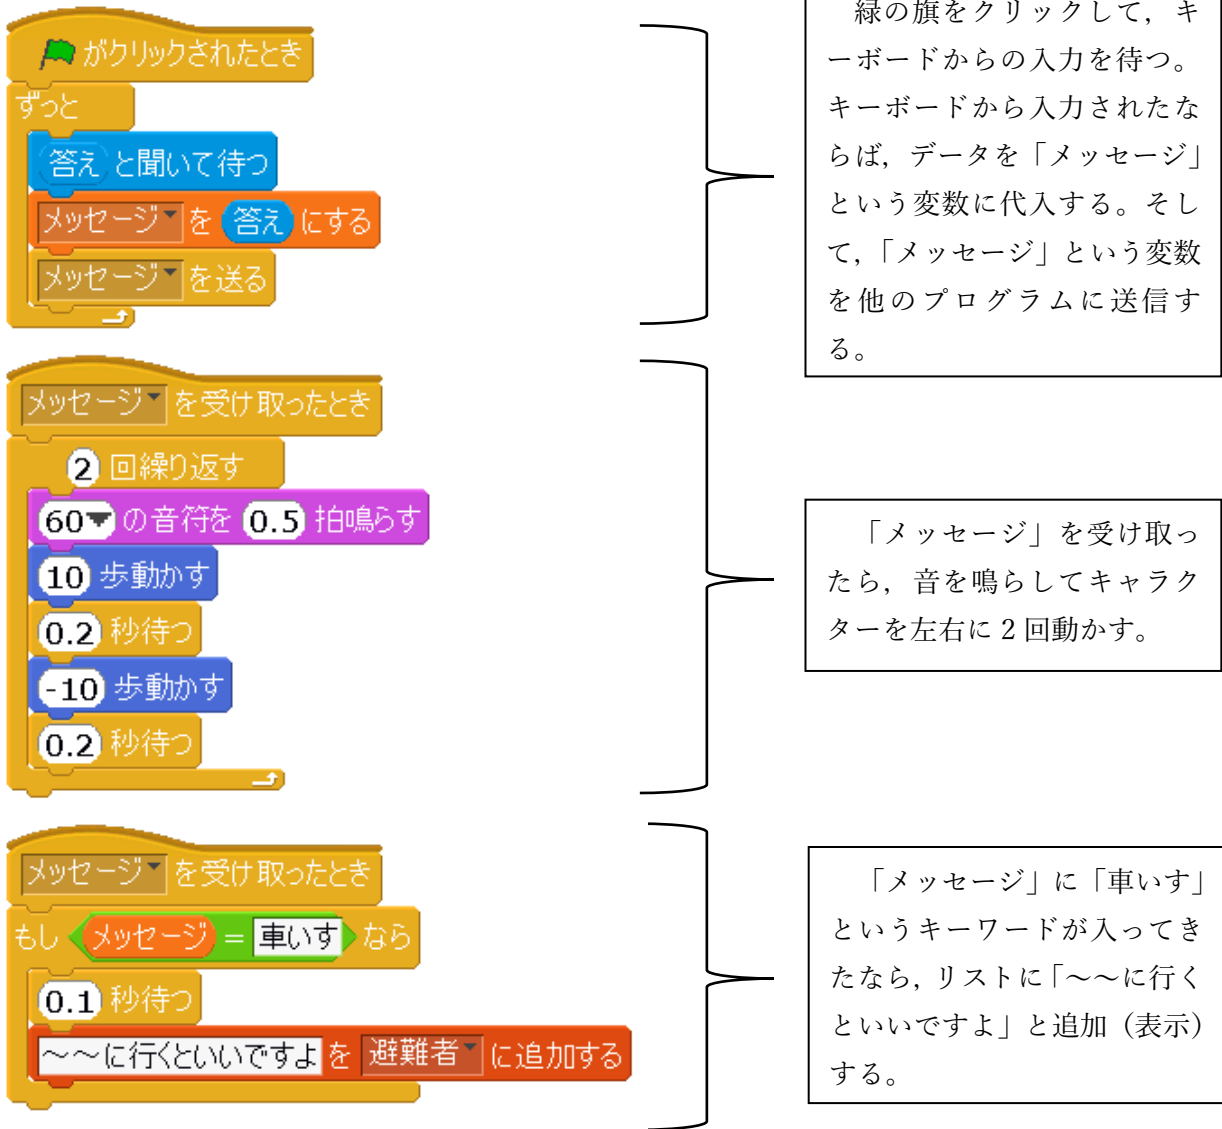 がクリックされたとき
ずっと
答え と聞いて待つ
メッセージ を 答え にする
メッセージ を送る
緑の旗をクリックして，キ
ーボードからの入力を待つ。
キーボードから入力されたな
らば，データを「メッセージ」
という変数に代入する。そし
て，「メッセージ」という変数
を他のプログラムに送信す
る。
メッセージ を受け取ったとき
2 回繰り返す
60 の音符を 0.5 拍鳴らす
10 歩動かす
0.2 秒待つ
-10 歩動かす
0.2 秒待つ
「メッセージ」を受け取っ
たら，音を鳴らしてキャラク
ターを左右に 2 回動かす。
メッセージ を受け取ったとき
もし メッセージ = 車いす なら
0.1 秒待つ
～～に行くといいですよ を 避難者 に追加する
「メッセージ」に「車いす」
というキーワードが入ってき
たなら，リストに「～～に行く
といいですよ」と追加（表示）
する。